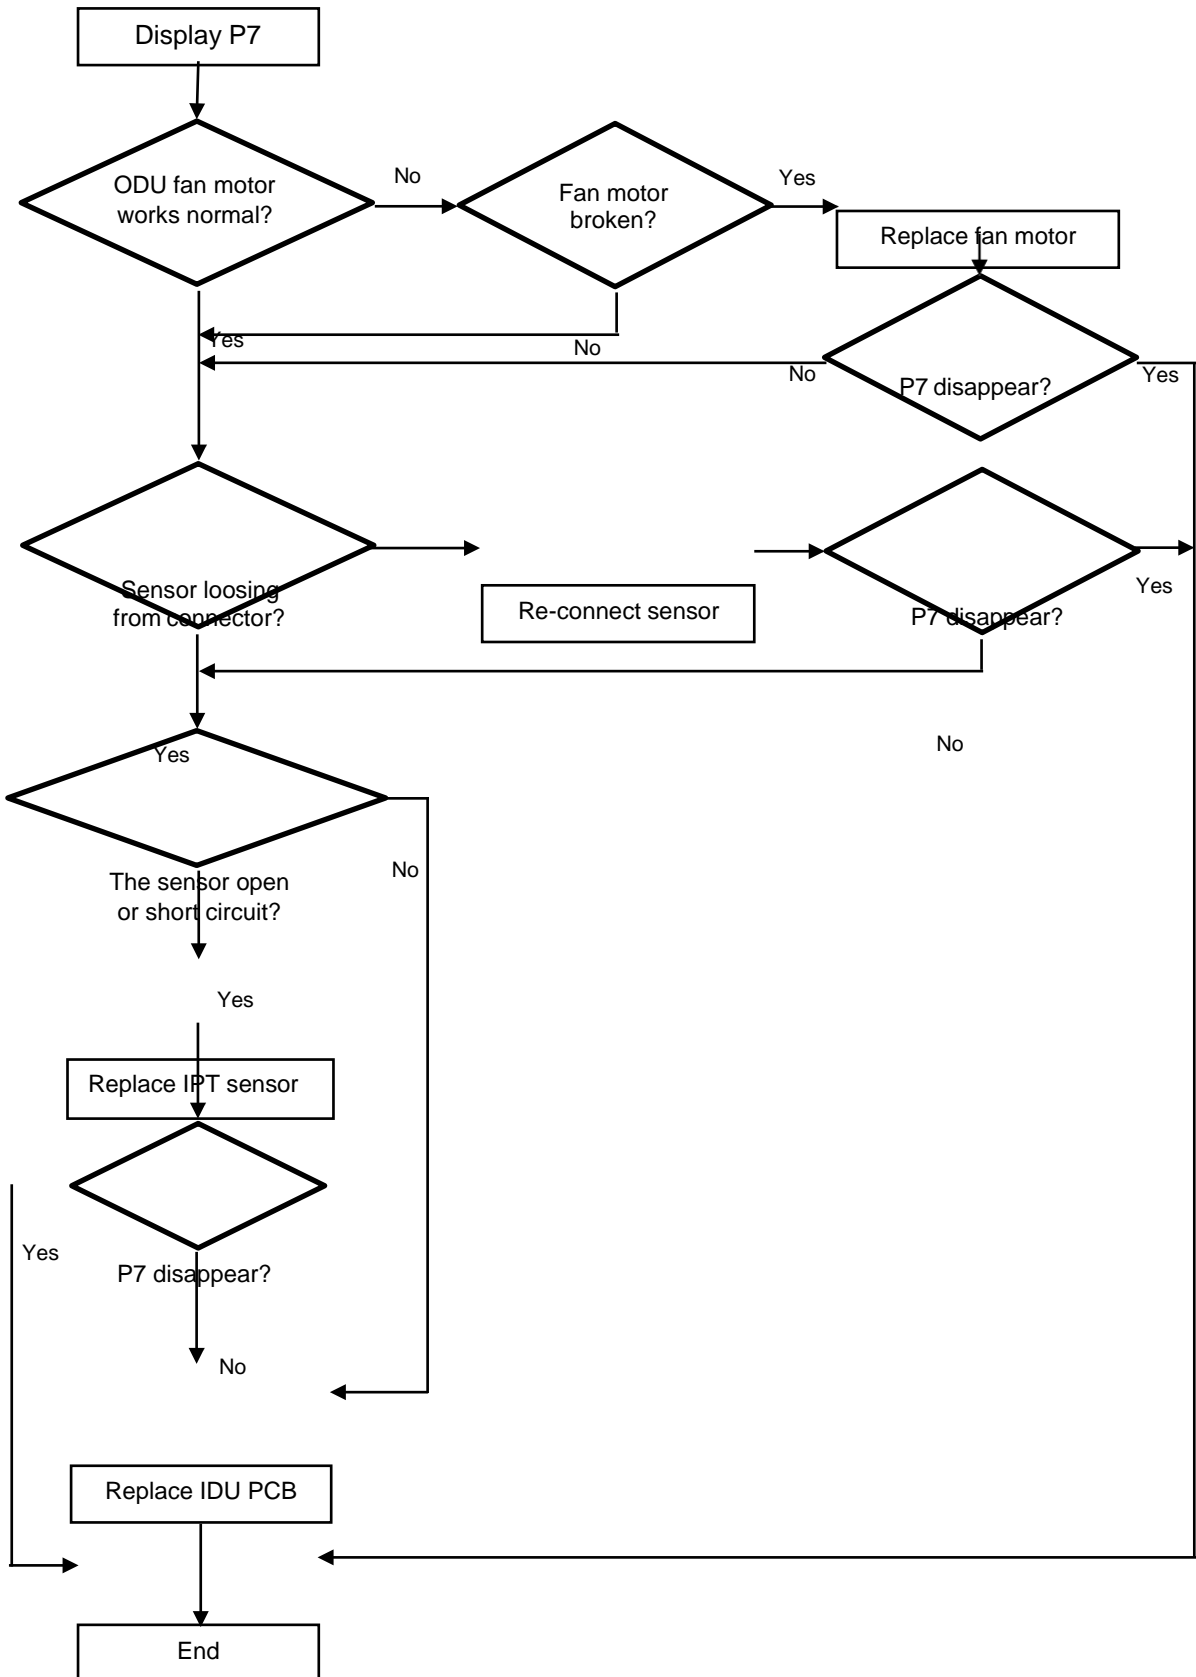 Display P7
ODU fan motor
works normal?
No
Fan motor
broken?
Yes
Replace fan motor
Yes
No
No
P7 disappear?
Yes
Sensor loosing
from connector?
Re-connect sensor
P7 disappear?
Yes
Yes
No
The sensor open
or short circuit?
No
Yes
Replace IPT sensor
Yes
P7 disappear?
No
Replace IDU PCB
End